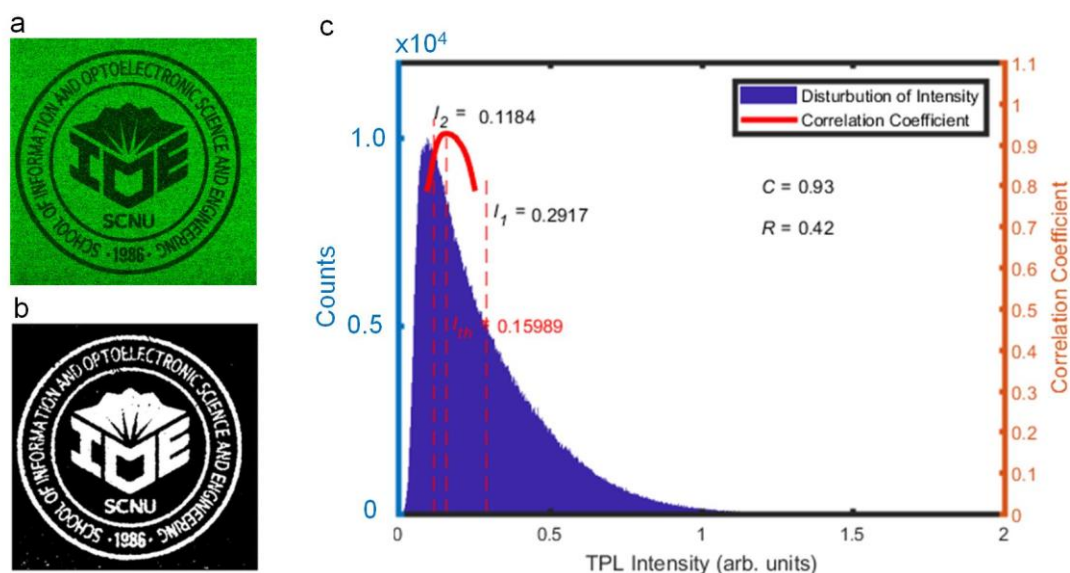 a
SCHOOL OF INFORMATION AND OPTOELECTRONIC SCIENCE AND ENGINEERING
IOE
SCNU
· 1986 ·
b
SCHOOL OF INFORMATION AND OPTOELECTRONIC SCIENCE AND ENGINEERING
IOE
SCNU
· 1986 ·
c
x10⁴
1.0
0.5
0
Counts
I₂ = 0.1184
I₁ = 0.2917
Iₜₕ 0.15989
Disturbution of Intensity
Correlation Coefficient
C = 0.93
R = 0.42
1.1
1
0.9
0.8
0.7
0.6
0.5
0.4
0.3
0.2
0.1
0
Correlation Coefficient
0 0.5 1 1.5 2
TPL Intensity (arb. units)